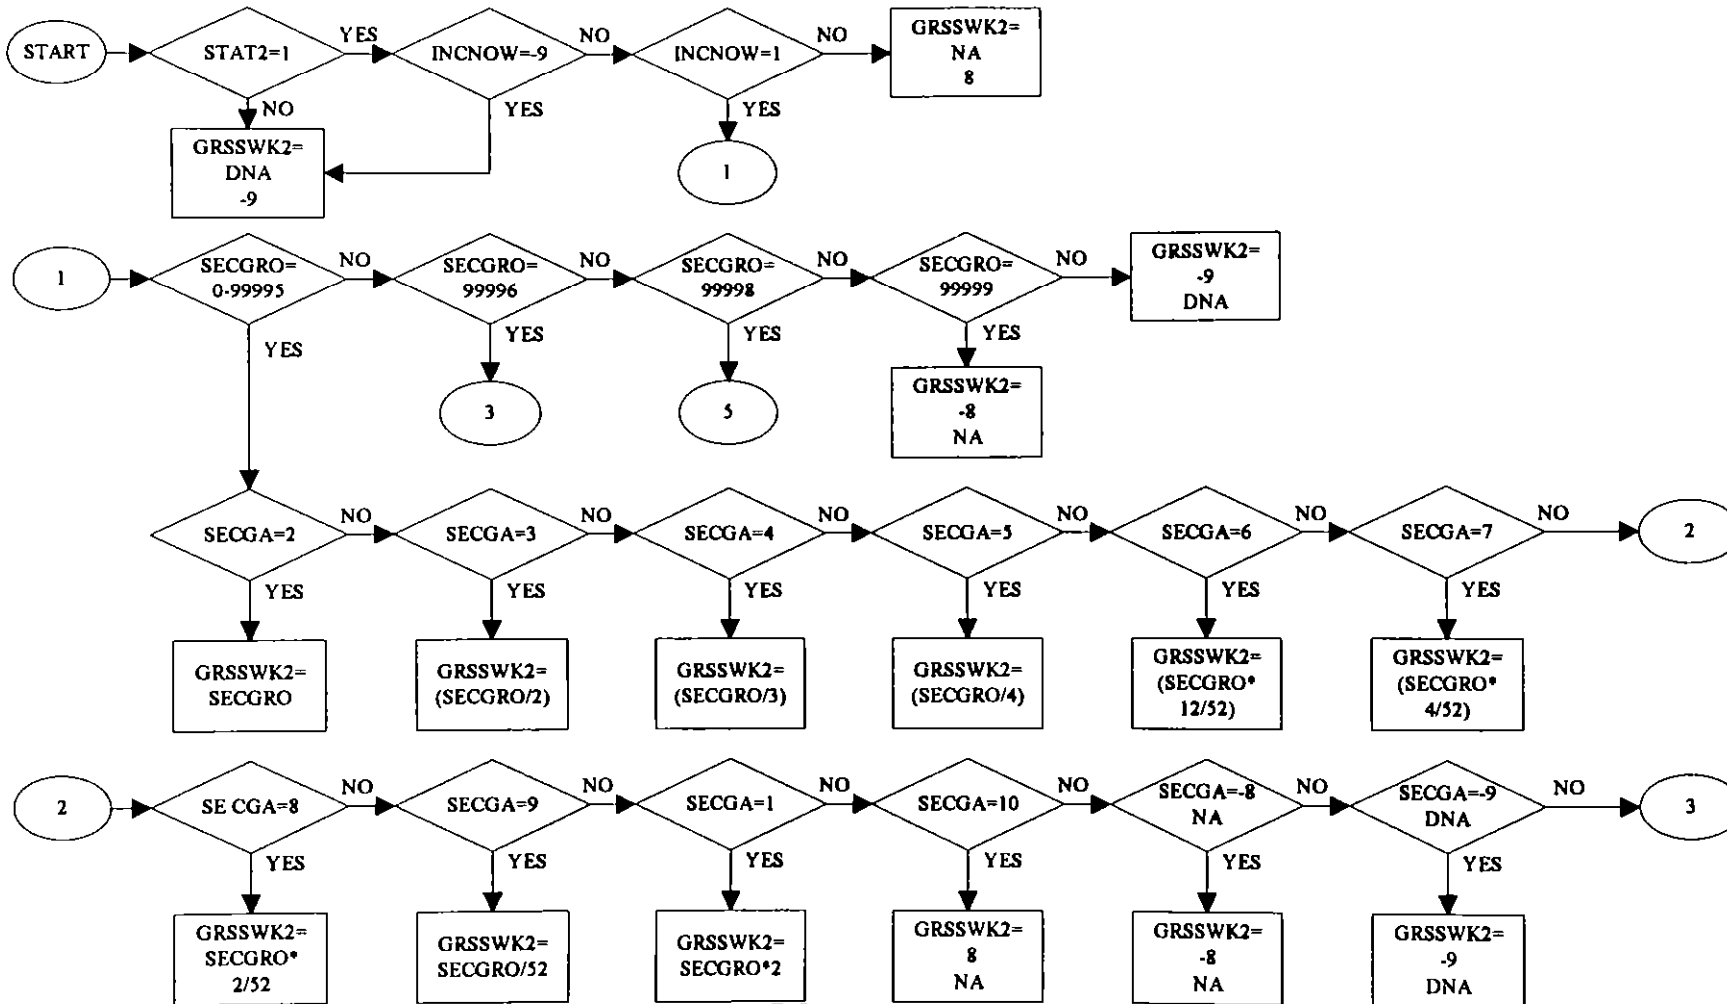 START
STAT2=1
YES
INCNOW=-9
NO
INCNOW=1
NO
GRSSWK2=
NA
8
NO
YES
YES
GRSSWK2=
DNA
-9
1
1
SECGRO=
0-99995
NO
SECGRO=
99996
NO
SECGRO=
99998
NO
SECGRO=
99999
NO
GRSSWK2=
-9
DNA
YES
YES
YES
YES
3
5
GRSSWK2=
-8
NA
SECGA=2
NO
SECGA=3
NO
SECGA=4
NO
SECGA=5
NO
SECGA=6
NO
SECGA=7
NO
2
YES
YES
YES
YES
YES
YES
GRSSWK2=
SECGRO
GRSSWK2=
(SECGRO/2)
GRSSWK2=
(SECGRO/3)
GRSSWK2=
(SECGRO/4)
GRSSWK2=
(SECGRO*
12/52)
GRSSWK2=
(SECGRO*
4/52)
2
SE CGA=8
NO
SECGA=9
NO
SECGA=1
NO
SECGA=10
NO
SECGA=-8
NA
NO
SECGA=-9
DNA
NO
3
YES
YES
YES
YES
YES
YES
GRSSWK2=
SECGRO*
2/52
GRSSWK2=
SECGRO/52
GRSSWK2=
SECGRO*2
GRSSWK2=
8
NA
GRSSWK2=
-8
NA
GRSSWK2=
-9
DNA